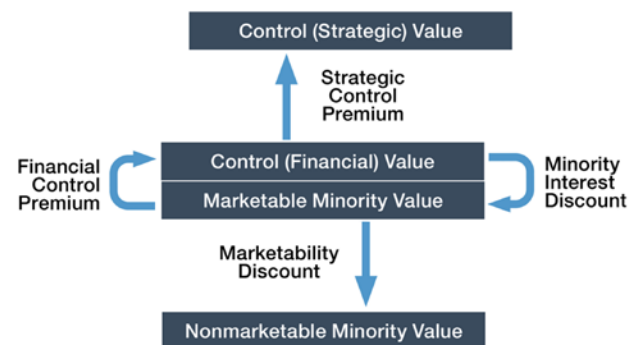 Control (Strategic) Value
Strategic
Control
Premium
Financial
Control
Premium
Control (Financial) Value
Marketable Minority Value
Minority
Interest
Discount
Marketability
Discount
Nonmarketable Minority Value